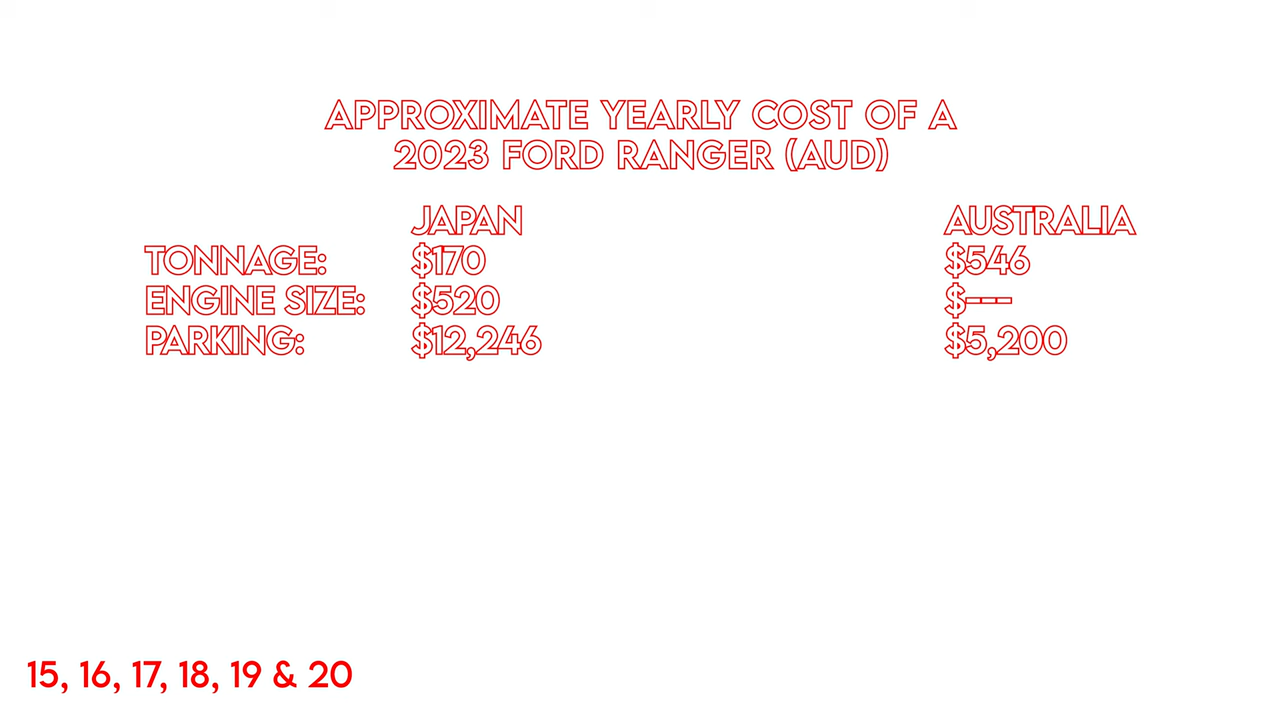 APPROXIMATE YEARLY COST OF A
2023 FORD RANGER (AUD)
JAPAN AUSTRALIA
TONNAGE: $170 $546
ENGINE SIZE: $520 $---
PARKING: $12,246 $5,200
15, 16, 17, 18, 19 & 20